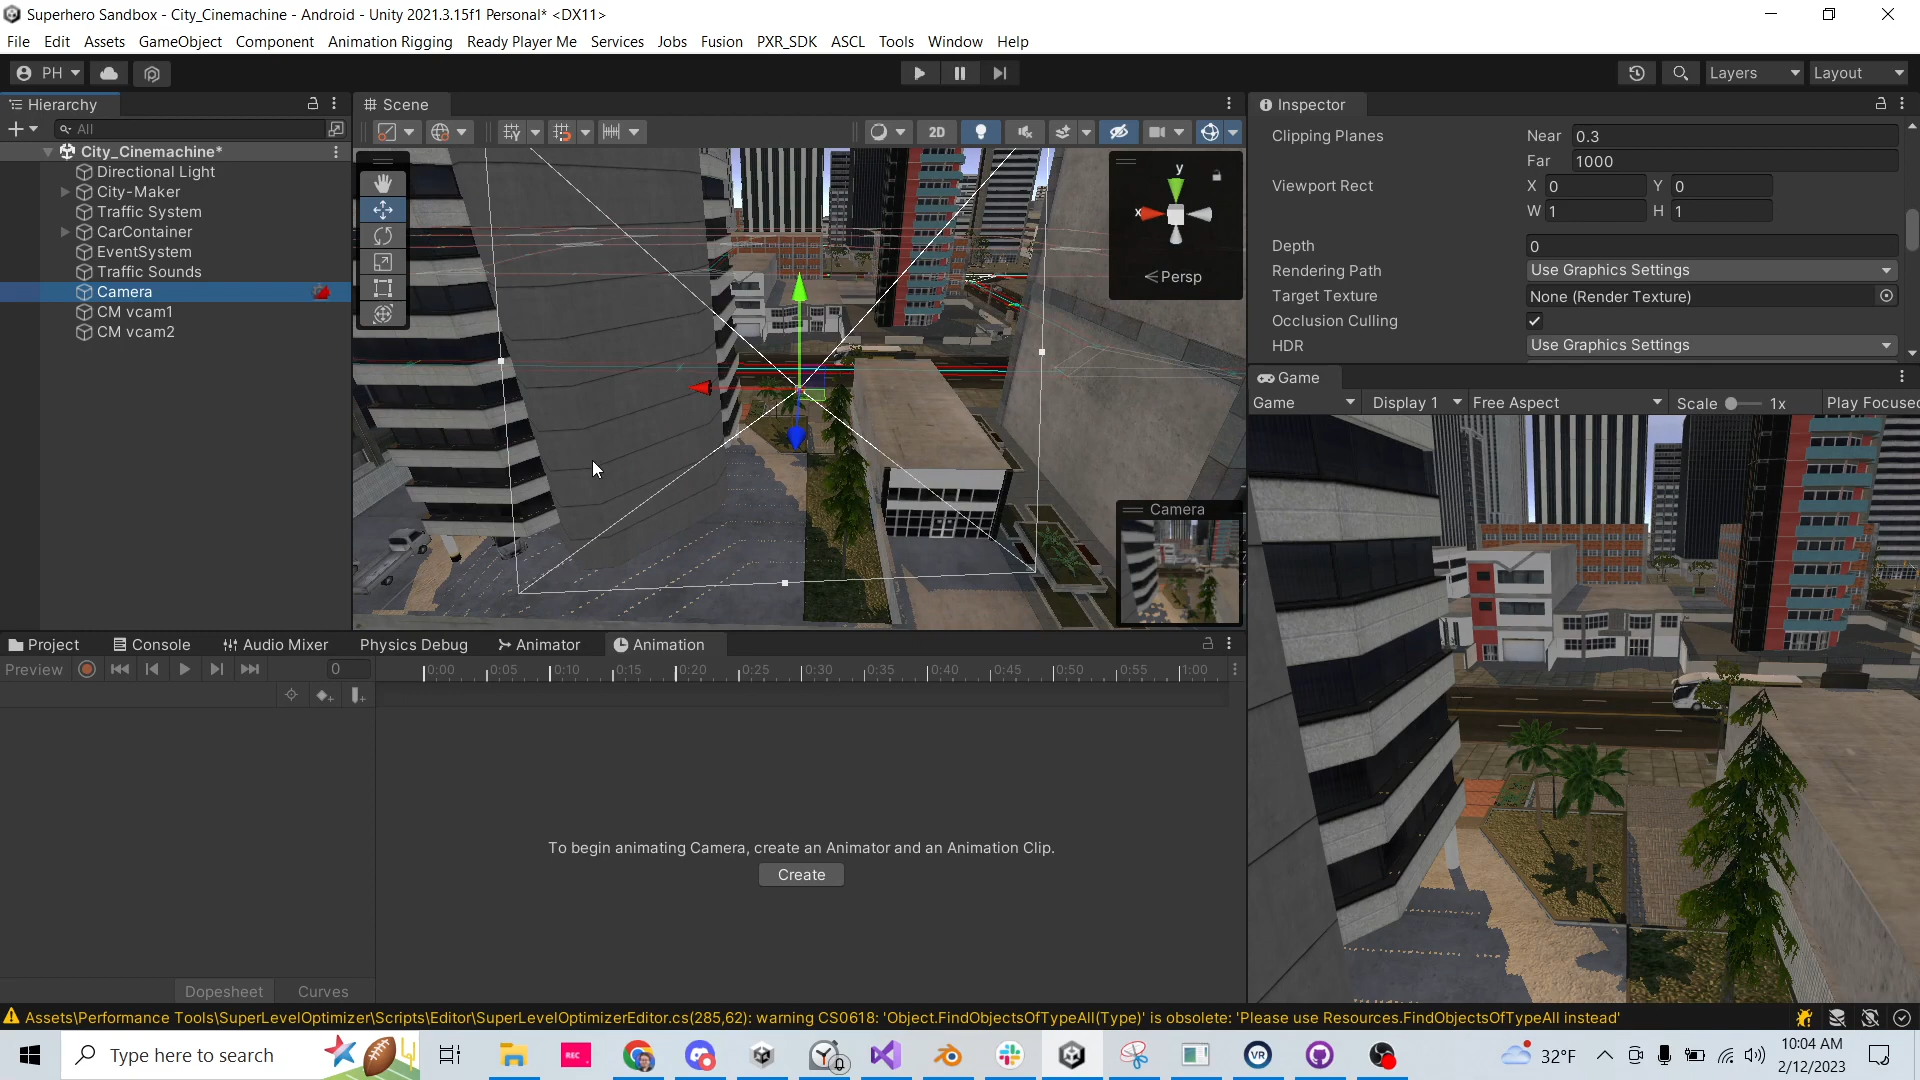 Superhero Sandbox - City_Cinemachine - Android - Unity 2021.3.15f1 Personal* <DX11>
File Edit Assets GameObject Component Animation Rigging Ready Player Me Services Jobs Fusion PXR_SDK ASCL Tools Window Help
PH Layers Layout
Hierarchy
All
City_Cinemachine*
Directional Light
City-Maker
Traffic System
CarContainer
EventSystem
Traffic Sounds
Camera
CM vcam1
CM vcam2
Scene
2D
y
x
Persp
Camera
Inspector
Clipping Planes Near 0.3
Far 1000
Viewport Rect X 0 Y 0
W 1 H 1
Depth 0
Rendering Path Use Graphics Settings
Target Texture None (Render Texture)
Occlusion Culling
HDR Use Graphics Settings
Game
Game Display 1 Free Aspect Scale 1x Play Focused
Project Console Audio Mixer Physics Debug Animator Animation
Preview 0 0:00 0:05 0:10 0:15 0:20 0:25 0:30 0:35 0:40 0:45 0:50 0:55 1:00
To begin animating Camera, create an Animator and an Animation Clip.
Create
Dopesheet Curves
Assets\Performance Tools\SuperLevelOptimizer\Scripts\Editor\SuperLevelOptimizerEditor.cs(285,62): warning CS0618: 'Object.FindObjectsOfTypeAll(Type)' is obsolete: 'Please use Resources.FindObjectsOfTypeAll instead'
Type here to search REC VR 32°F 10:04 AM
2/12/2023